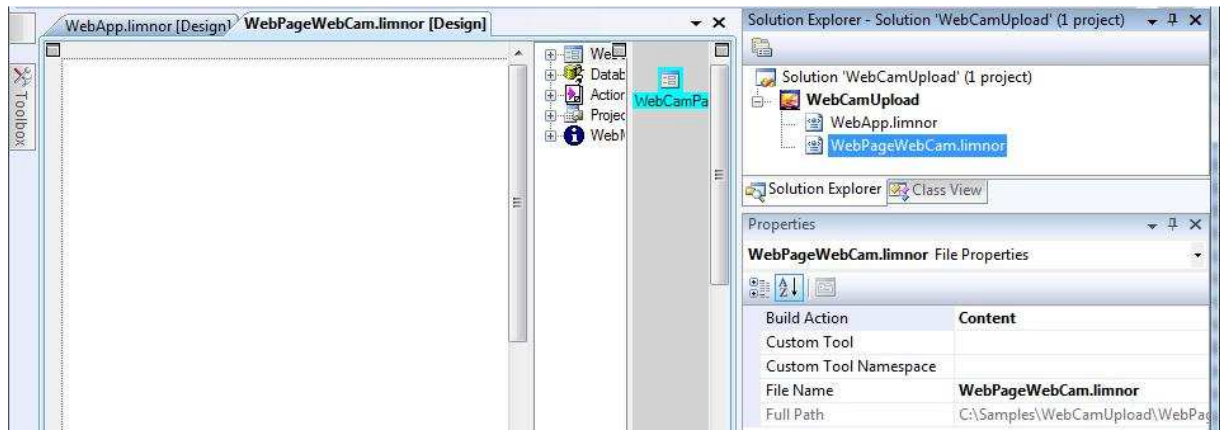 WebApp.limnor [Design]
WebPageWebCam.limnor [Design]
Toolbox
Datab
Action
Projec
WebM
WebCamPa
Solution Explorer - Solution 'WebCamUpload' (1 project)
Solution 'WebCamUpload' (1 project)
WebCamUpload
WebApp.limnor
WebPageWebCam.limnor
Solution Explorer
Class View
Properties
WebPageWebCam.limnor File Properties
Build Action Content
Custom Tool
Custom Tool Namespace
File Name WebPageWebCam.limnor
Full Path C:\Samples\WebCamUpload\WebPag